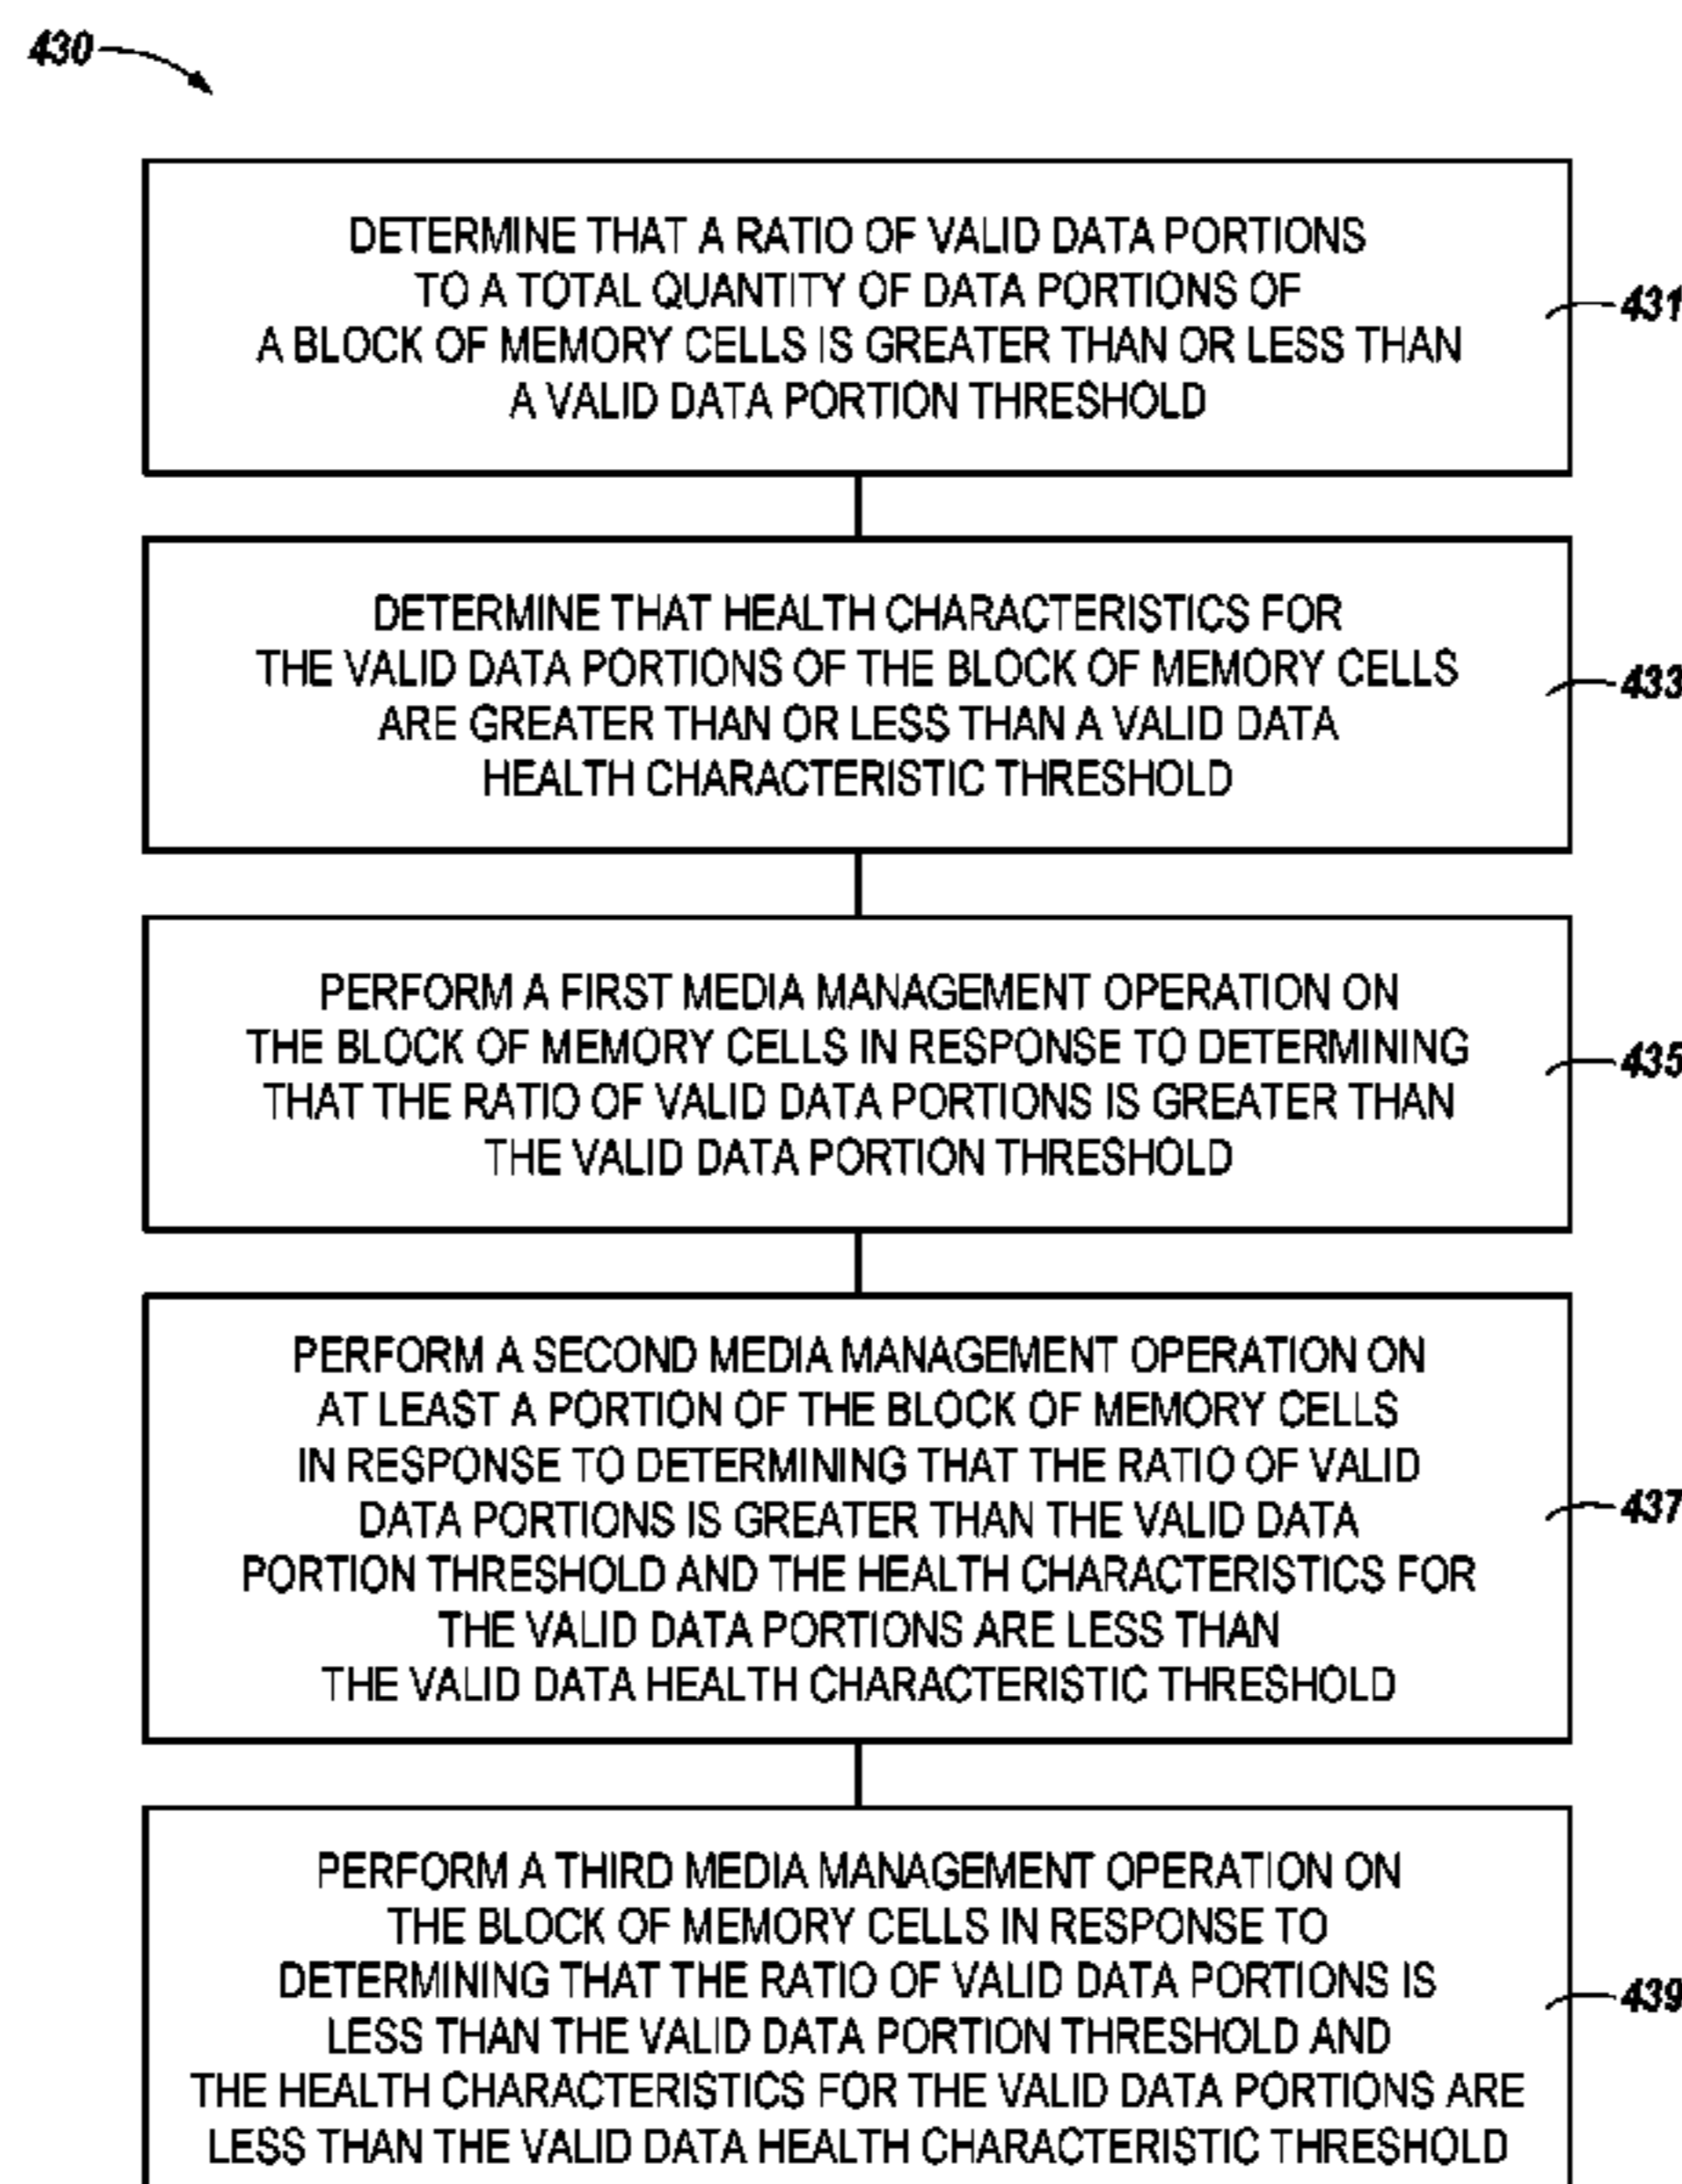 430
DETERMINE THAT A RATIO OF VALID DATA PORTIONS
TO A TOTAL QUANTITY OF DATA PORTIONS OF
A BLOCK OF MEMORY CELLS IS GREATER THAN OR LESS THAN
A VALID DATA PORTION THRESHOLD
431
DETERMINE THAT HEALTH CHARACTERISTICS FOR
THE VALID DATA PORTIONS OF THE BLOCK OF MEMORY CELLS
ARE GREATER THAN OR LESS THAN A VALID DATA
HEALTH CHARACTERISTIC THRESHOLD
433
PERFORM A FIRST MEDIA MANAGEMENT OPERATION ON
THE BLOCK OF MEMORY CELLS IN RESPONSE TO DETERMINING
THAT THE RATIO OF VALID DATA PORTIONS IS GREATER THAN
THE VALID DATA PORTION THRESHOLD
435
PERFORM A SECOND MEDIA MANAGEMENT OPERATION ON
AT LEAST A PORTION OF THE BLOCK OF MEMORY CELLS
IN RESPONSE TO DETERMINING THAT THE RATIO OF VALID
DATA PORTIONS IS GREATER THAN THE VALID DATA
PORTION THRESHOLD AND THE HEALTH CHARACTERISTICS FOR
THE VALID DATA PORTIONS ARE LESS THAN
THE VALID DATA HEALTH CHARACTERISTIC THRESHOLD
437
PERFORM A THIRD MEDIA MANAGEMENT OPERATION ON
THE BLOCK OF MEMORY CELLS IN RESPONSE TO
DETERMINING THAT THE RATIO OF VALID DATA PORTIONS IS
LESS THAN THE VALID DATA PORTION THRESHOLD AND
THE HEALTH CHARACTERISTICS FOR THE VALID DATA PORTIONS ARE
LESS THAN THE VALID DATA HEALTH CHARACTERISTIC THRESHOLD
439